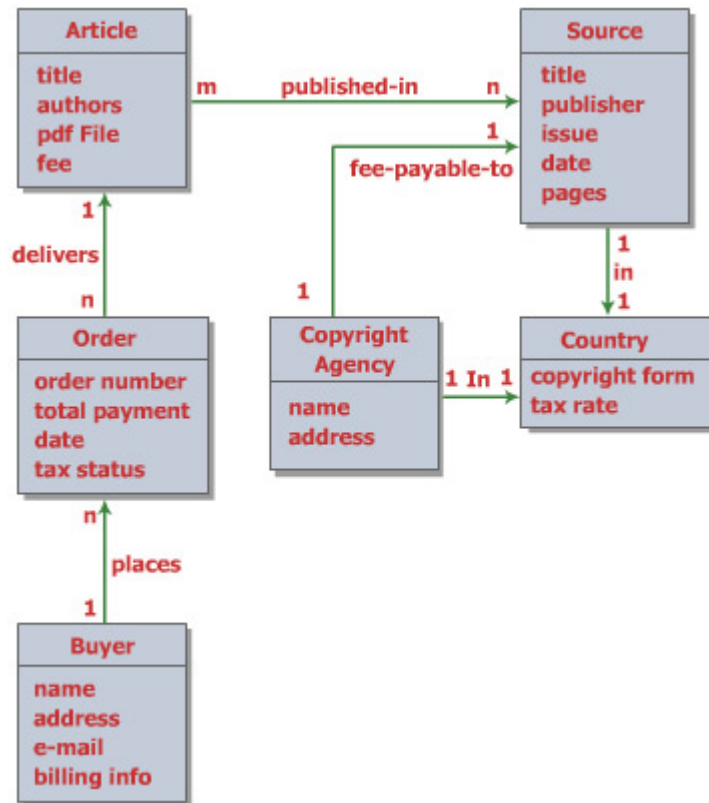 Article
title
authors
pdf File
fee
m published-in n
Source
title
publisher
issue
date
pages
1
fee-payable-to
1
1
delivers
n
1
in
1
Order
order number
total payment
date
tax status
Copyright
Agency
name
address
1 In 1
Country
copyright form
tax rate
n
places
1
Buyer
name
address
e-mail
billing info